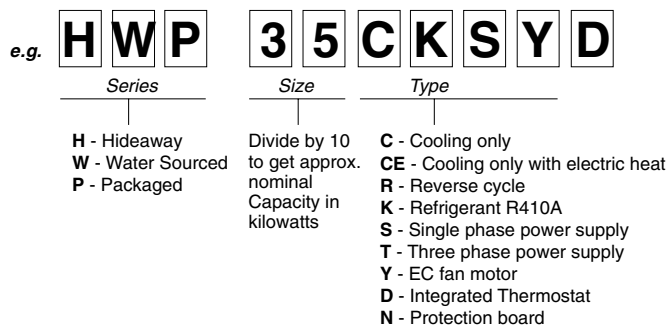 e.g. H W P 3 5 C K S Y D
Series Size Type
H - Hideaway
W - Water Sourced
P - Packaged
Divide by 10
to get approx.
nominal
Capacity in
kilowatts
C - Cooling only
CE - Cooling only with electric heat
R - Reverse cycle
K - Refrigerant R410A
S - Single phase power supply
T - Three phase power supply
Y - EC fan motor
D - Integrated Thermostat
N - Protection board